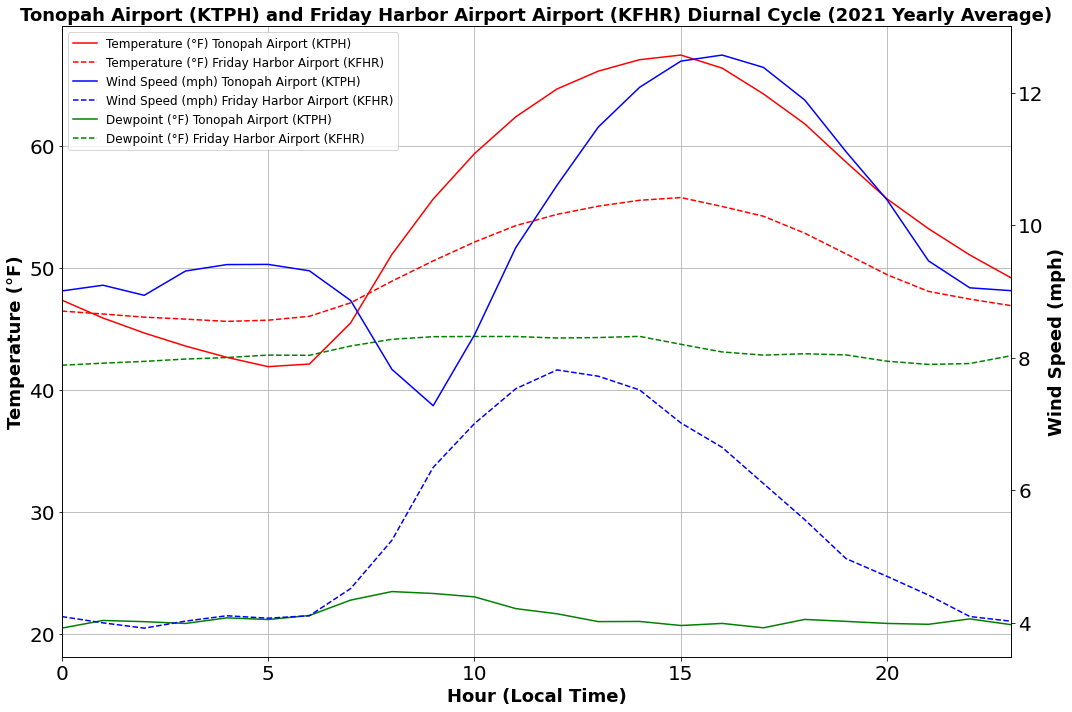 Tonopah Airport (KTPH) and Friday Harbor Airport Airport (KFHR) Diurnal Cycle (2021 Yearly Average)
Temperature (°F) Tonopah Airport (KTPH)
Temperature (°F) Friday Harbor Airport (KFHR)
Wind Speed (mph) Tonopah Airport (KTPH)
Wind Speed (mph) Friday Harbor Airport (KFHR)
Dewpoint (°F) Tonopah Airport (KTPH)
Dewpoint (°F) Friday Harbor Airport (KFHR)
60
50
40
30
20
Temperature (°F)
12
10
8
6
4
Wind Speed (mph)
0 5 10 15 20
Hour (Local Time)